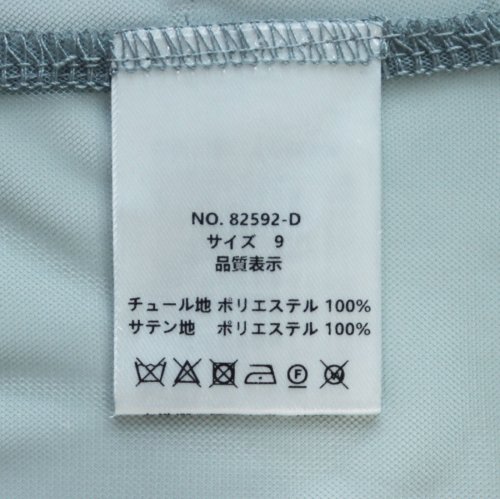 NO. 82592-D
サイズ 9
品質表示
チュール地 ポリエステル 100%
サテン地 ポリエステル 100%
F